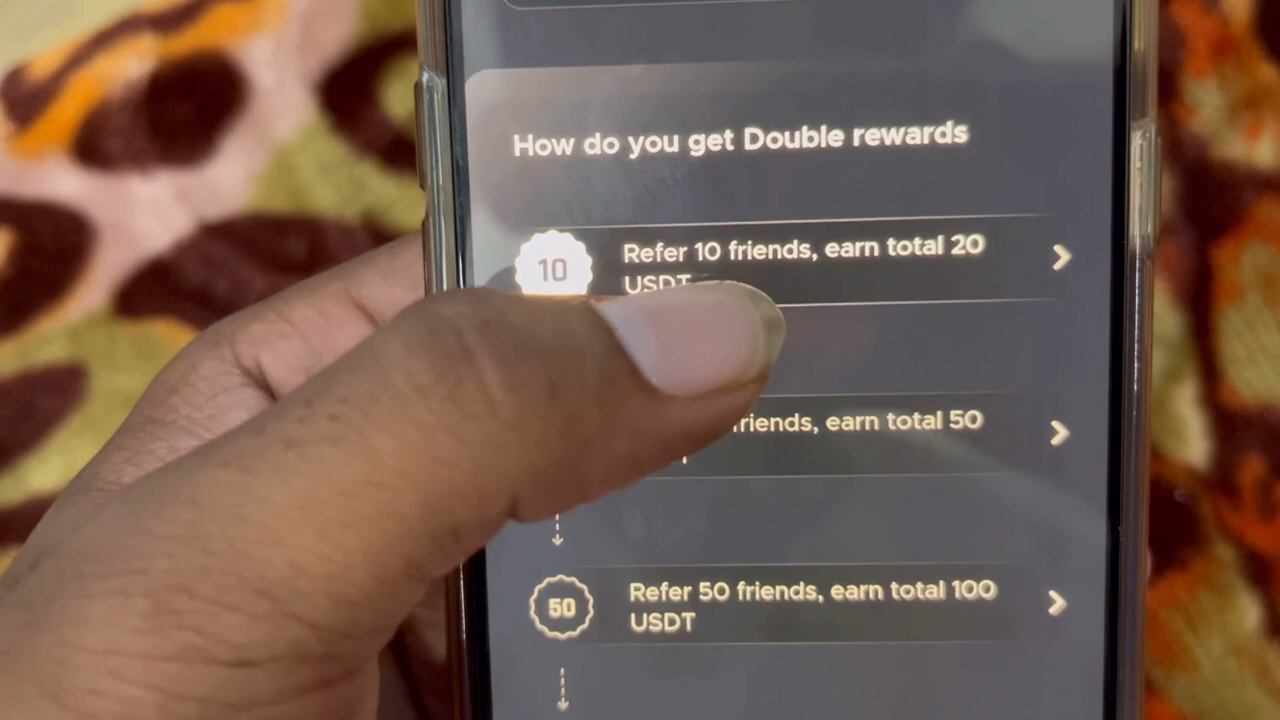 How do you get Double rewards
10
Refer 10 friends, earn total 20
USDT
friends, earn total 50
50
Refer 50 friends, earn total 100
USDT